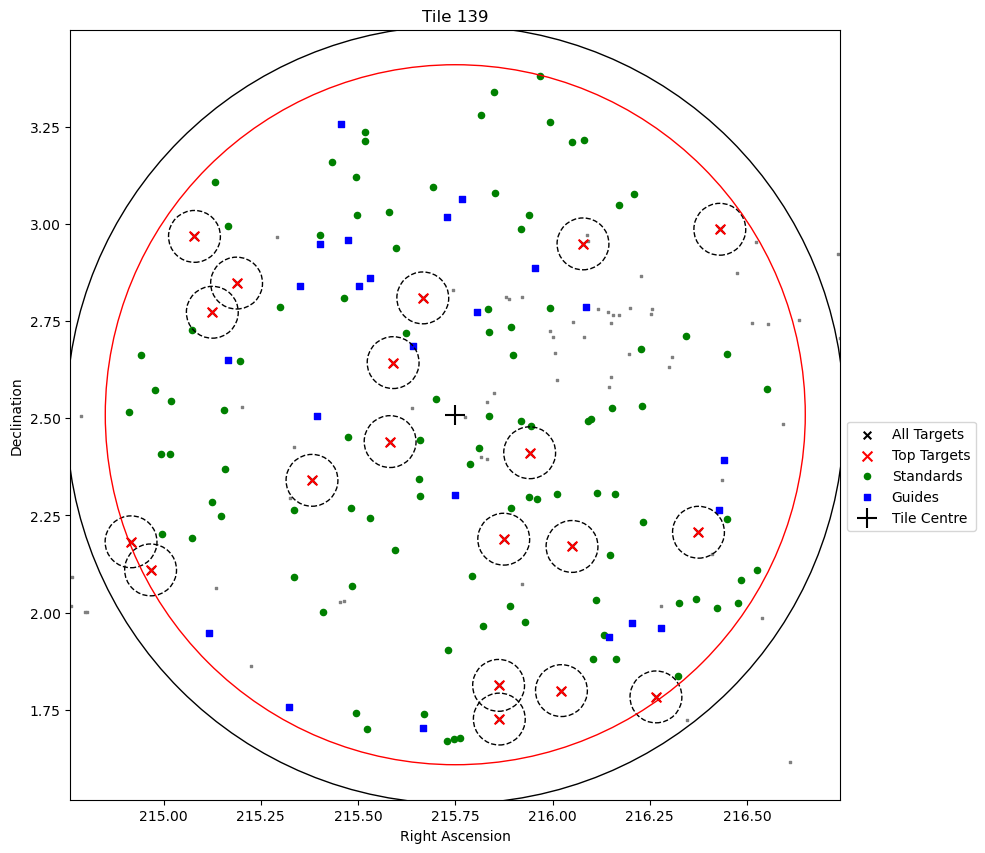 Tile 139
3.25
3.00
2.75
2.50
2.25
2.00
1.75
Declination
215.00 215.25 215.50 215.75 216.00 216.25 216.50
Right Ascension
All Targets
Top Targets
Standards
Guides
Tile Centre